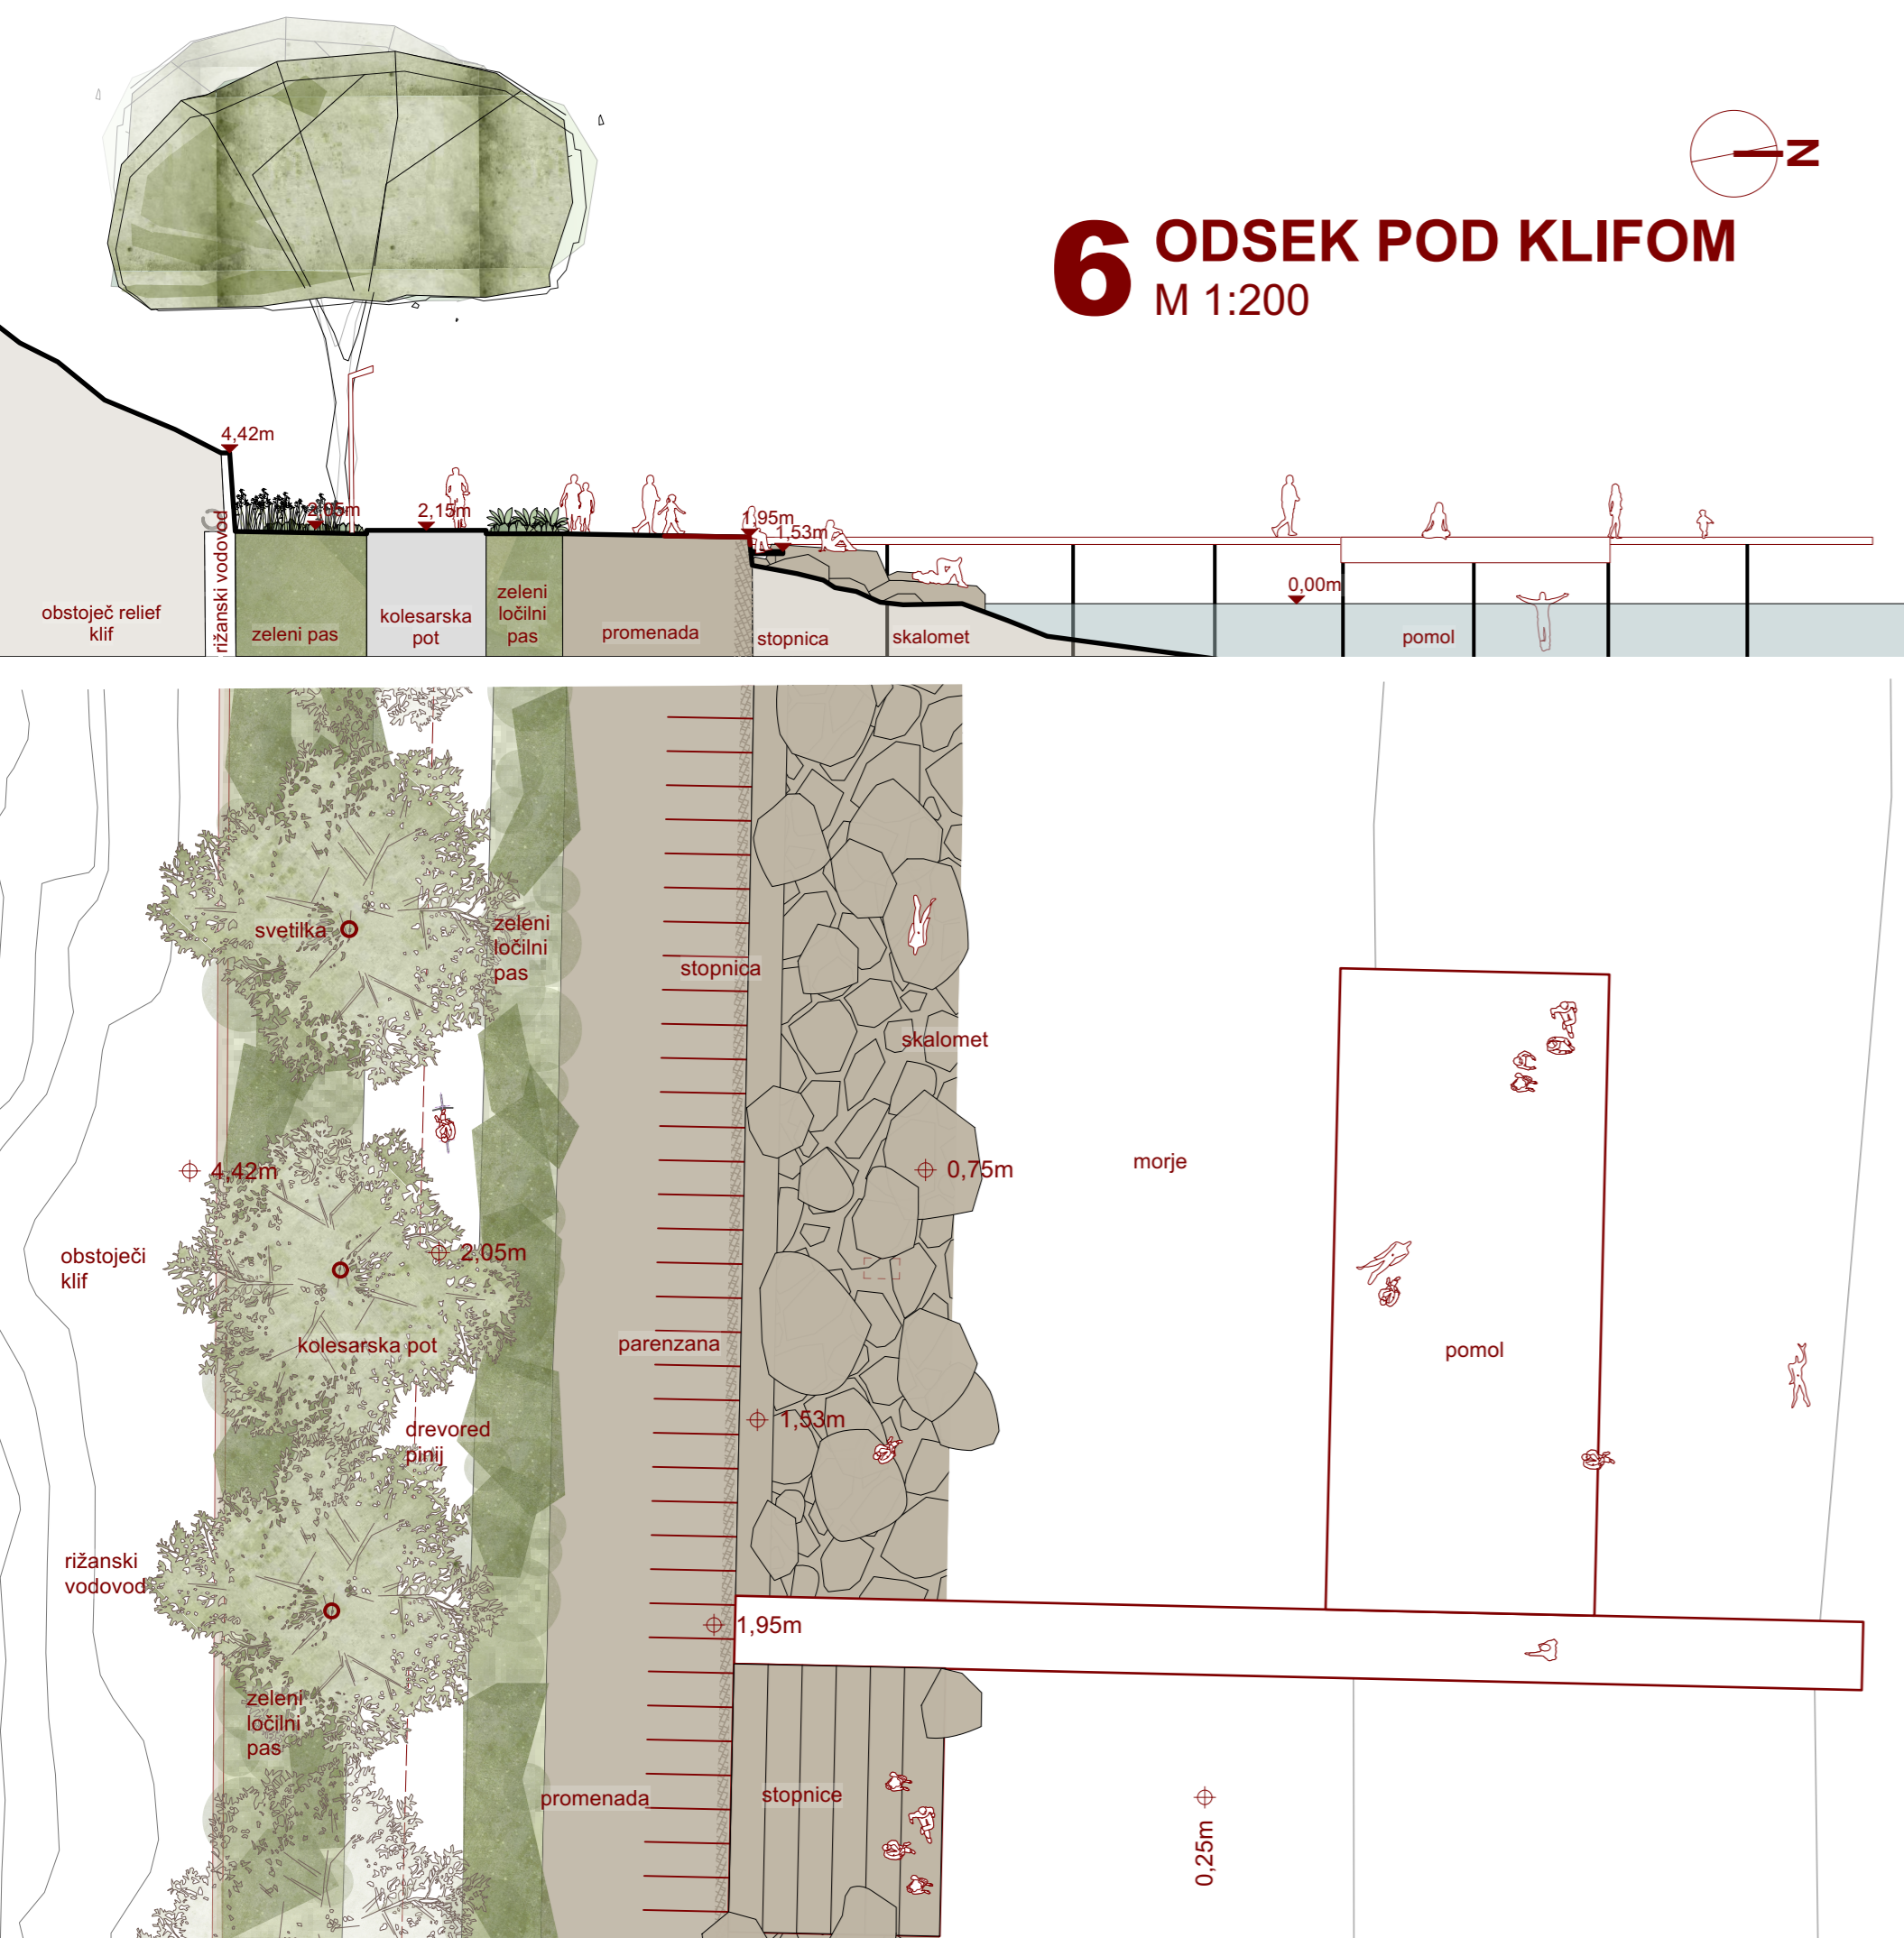 N
6 ODSEK POD KLIFOM
M 1:200
4,42m
2,05m
2,15m
1,95m
1,53m
0,00m
obstoječ relief
klif
rižanski vodovod
zeleni pas
kolesarska
pot
zeleni
ločilni
pas
promenada
stopnica
skalomet
pomol
svetilka
zeleni
ločilni
pas
stopnica
skalomet
4,42m
0,75m
morje
obstoječi
klif
2,05m
kolesarska pot
parenzana
pomol
drevored
pinij
1,53m
rižanski
vodovod
1,95m
zeleni
ločilni
pas
promenada
stopnice
0,25m